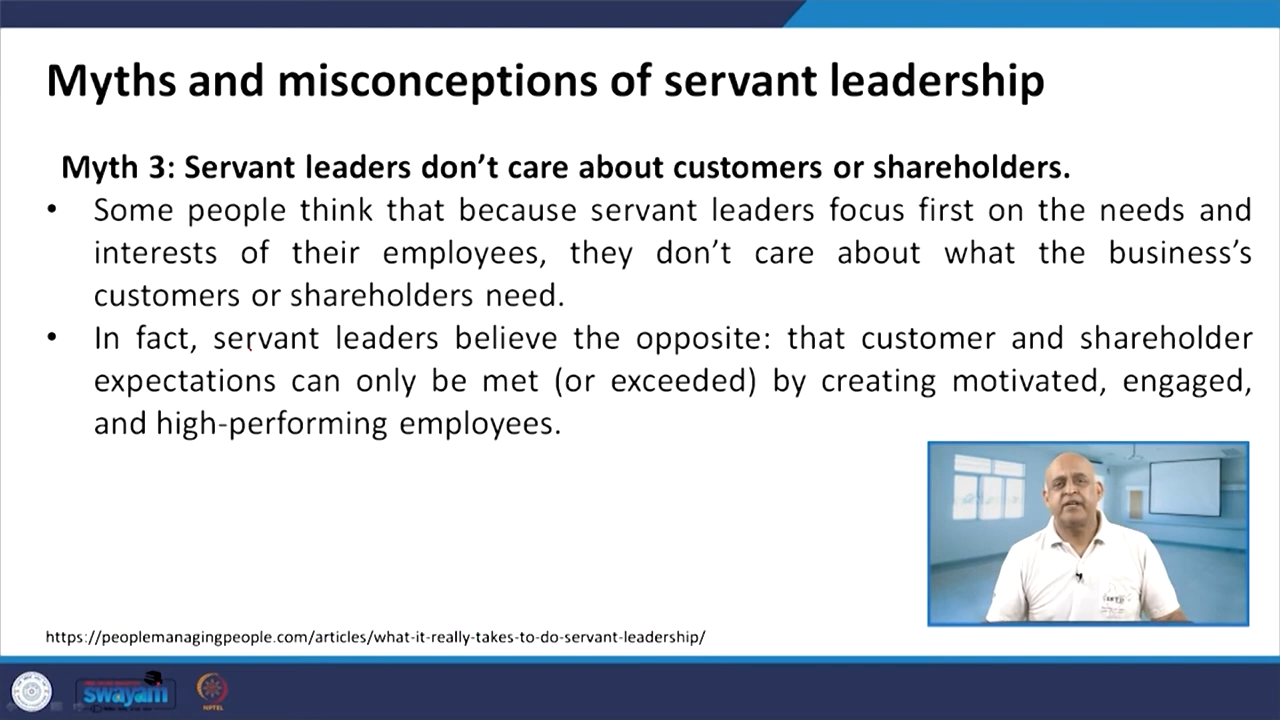 Myths and misconceptions of servant leadership
Myth 3: Servant leaders don’t care about customers or shareholders.
• Some people think that because servant leaders focus first on the needs and
interests of their employees, they don’t care about what the business’s
customers or shareholders need.
• In fact, servant leaders believe the opposite: that customer and shareholder
expectations can only be met (or exceeded) by creating motivated, engaged,
and high-performing employees.
https://peoplemanagingpeople.com/articles/what-it-really-takes-to-do-servant-leadership/
swayam
NPTEL